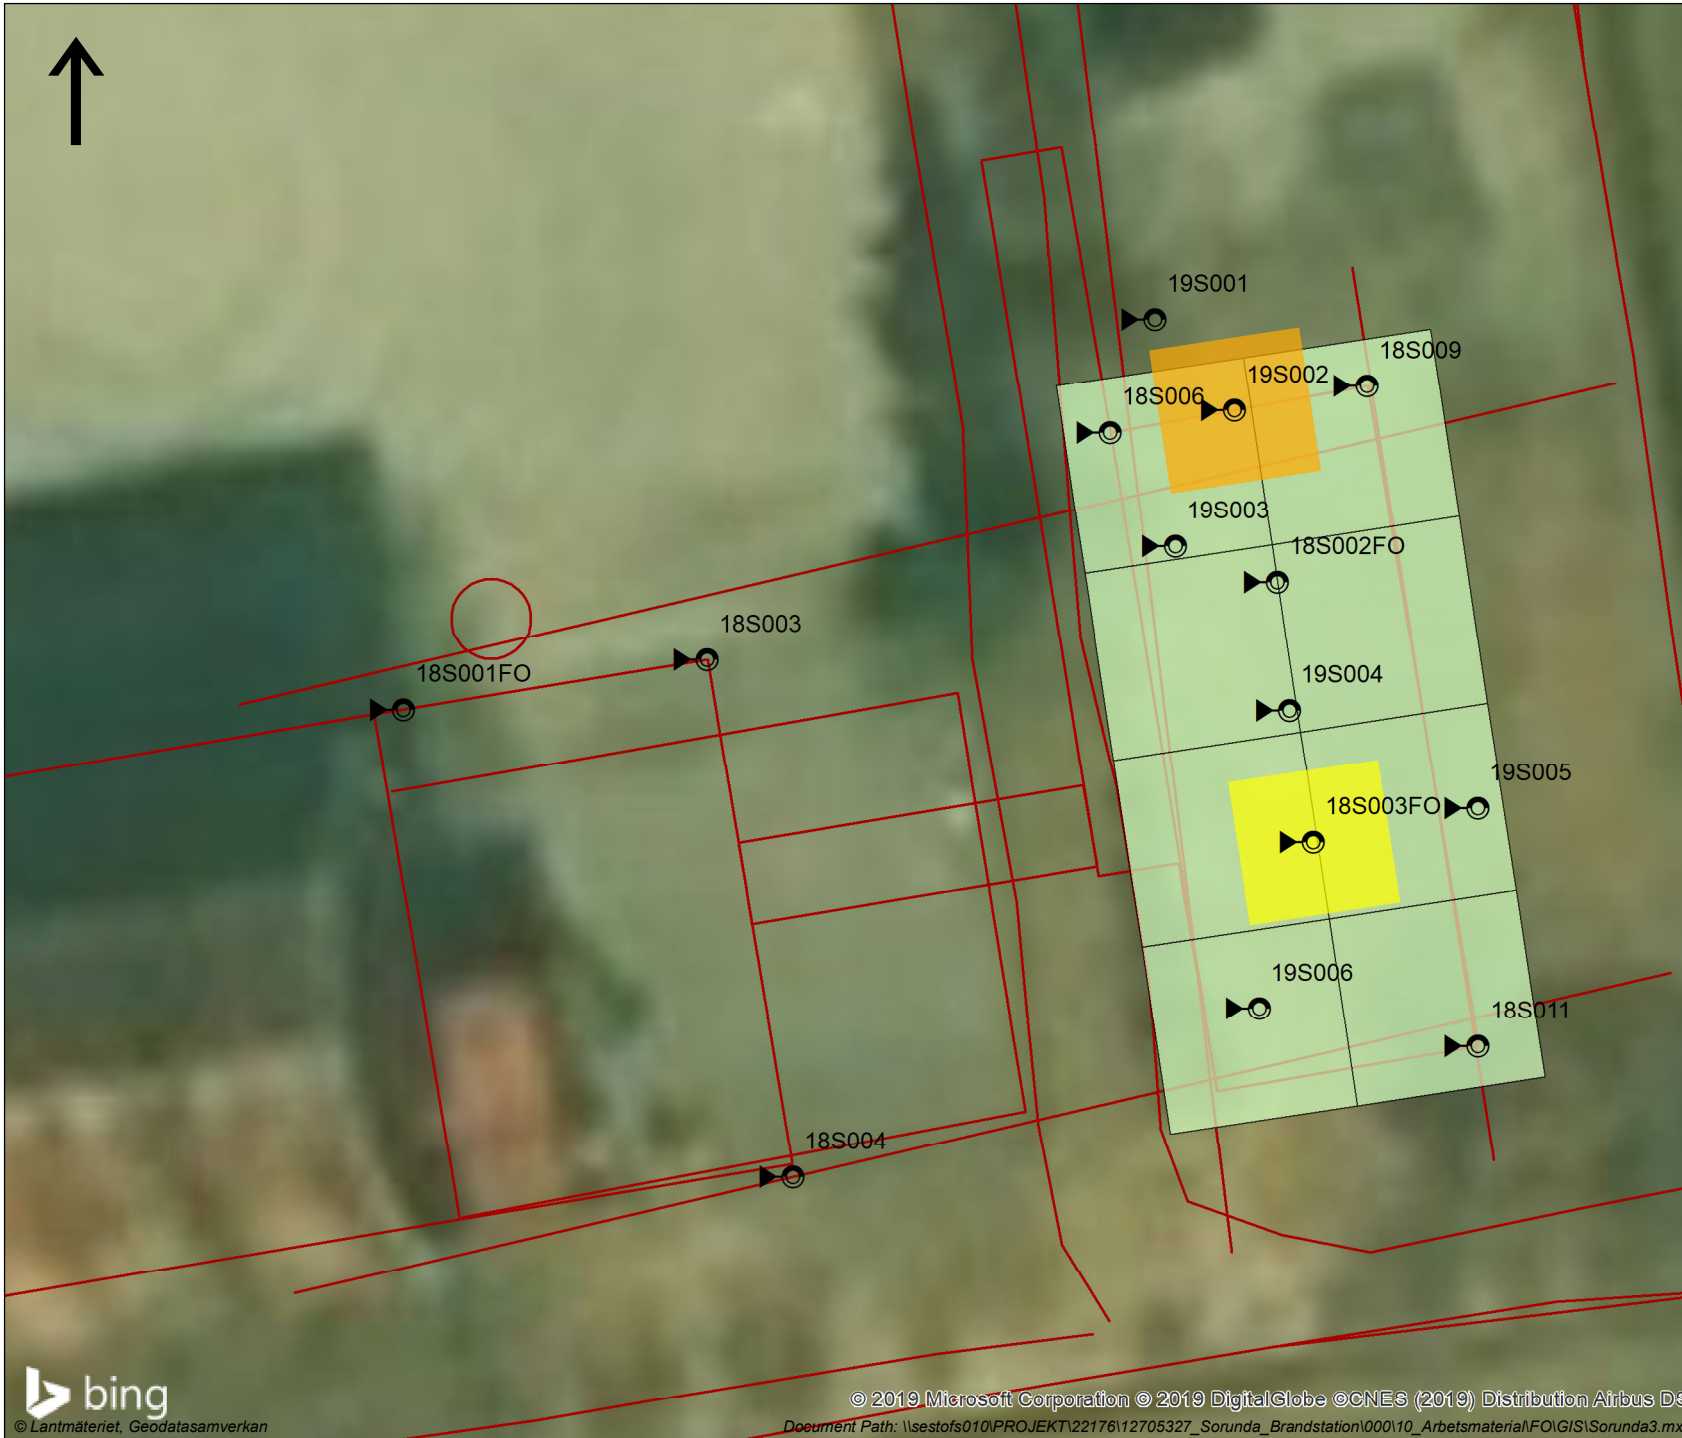 19S001
18S009
19S002
18S006
19S003
18S002FO
18S003
18S001FO
19S004
19S005
18S003FO
19S006
18S011
18S004
bing
© 2019 Microsoft Corporation © 2019 DigitalGlobe ©CNES (2019) Distribution Airbus DS
© Lantmäteriet, Geodatasamverkan
Document Path: \\sestofs010\PROJEKT\22176\12705327_Sorunda_Brandstation\000\10_Arbetsmaterial\FO\GIS\Sorunda3.mx